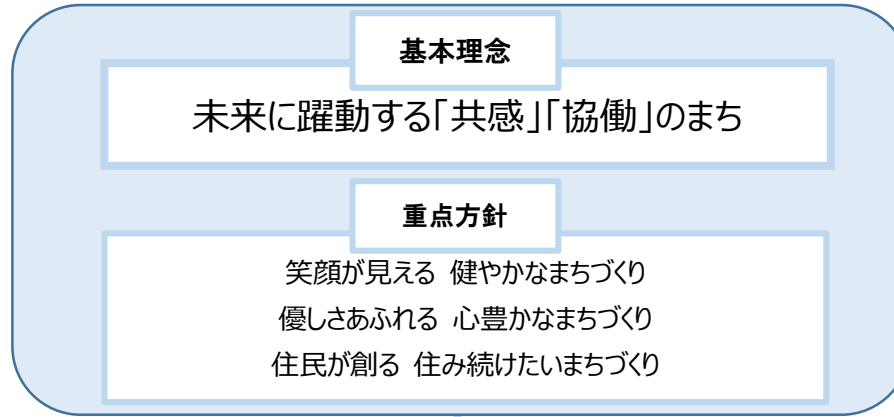 基本理念
未来に躍動する「共感」「協働」のまち
重点方針
笑顔が見える 健やかなまちづくり
優しさあふれる 心豊かなまちづくり
住民が創る 住み続けたいまちづくり